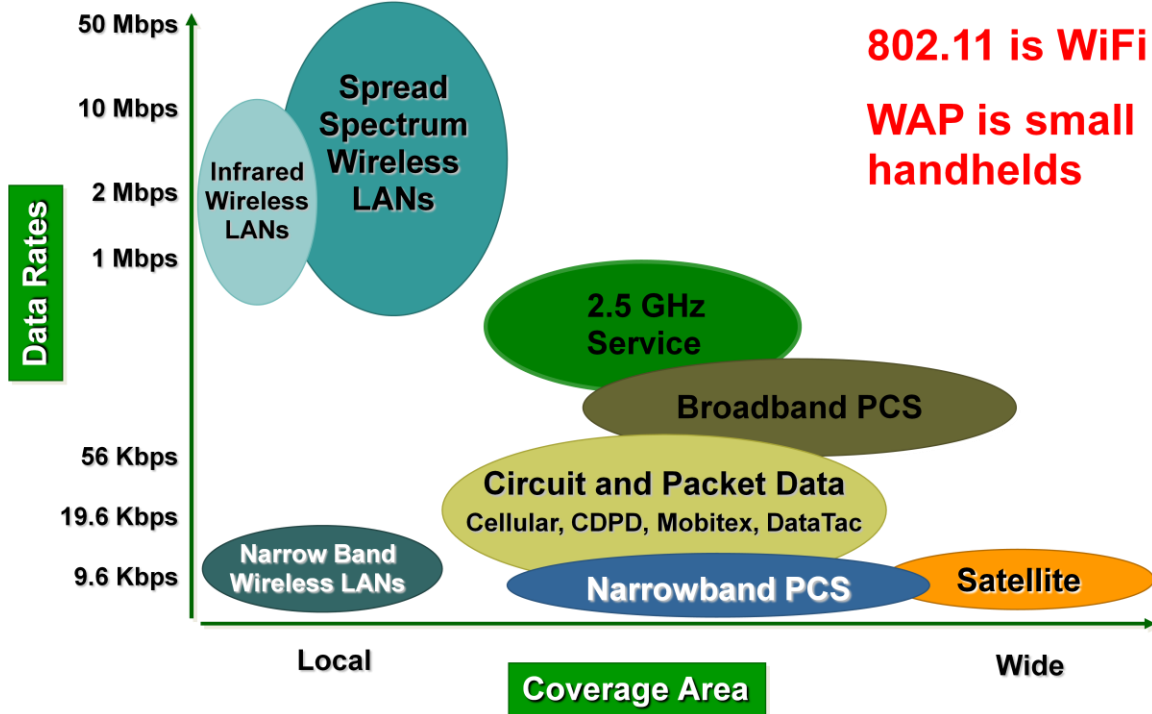 50 Mbps
10 Mbps
2 Mbps
1 Mbps
56 Kbps
19.6 Kbps
9.6 Kbps
Data Rates
Infrared
Wireless
LANs
Spread
Spectrum
Wireless
LANs
802.11 is WiFi
WAP is small
handhelds
2.5 GHz
Service
Broadband PCS
Circuit and Packet Data
Cellular, CDPD, Mobitex, DataTac
Narrow Band
Wireless LANs
Narrowband PCS
Satellite
Local
Wide
Coverage Area